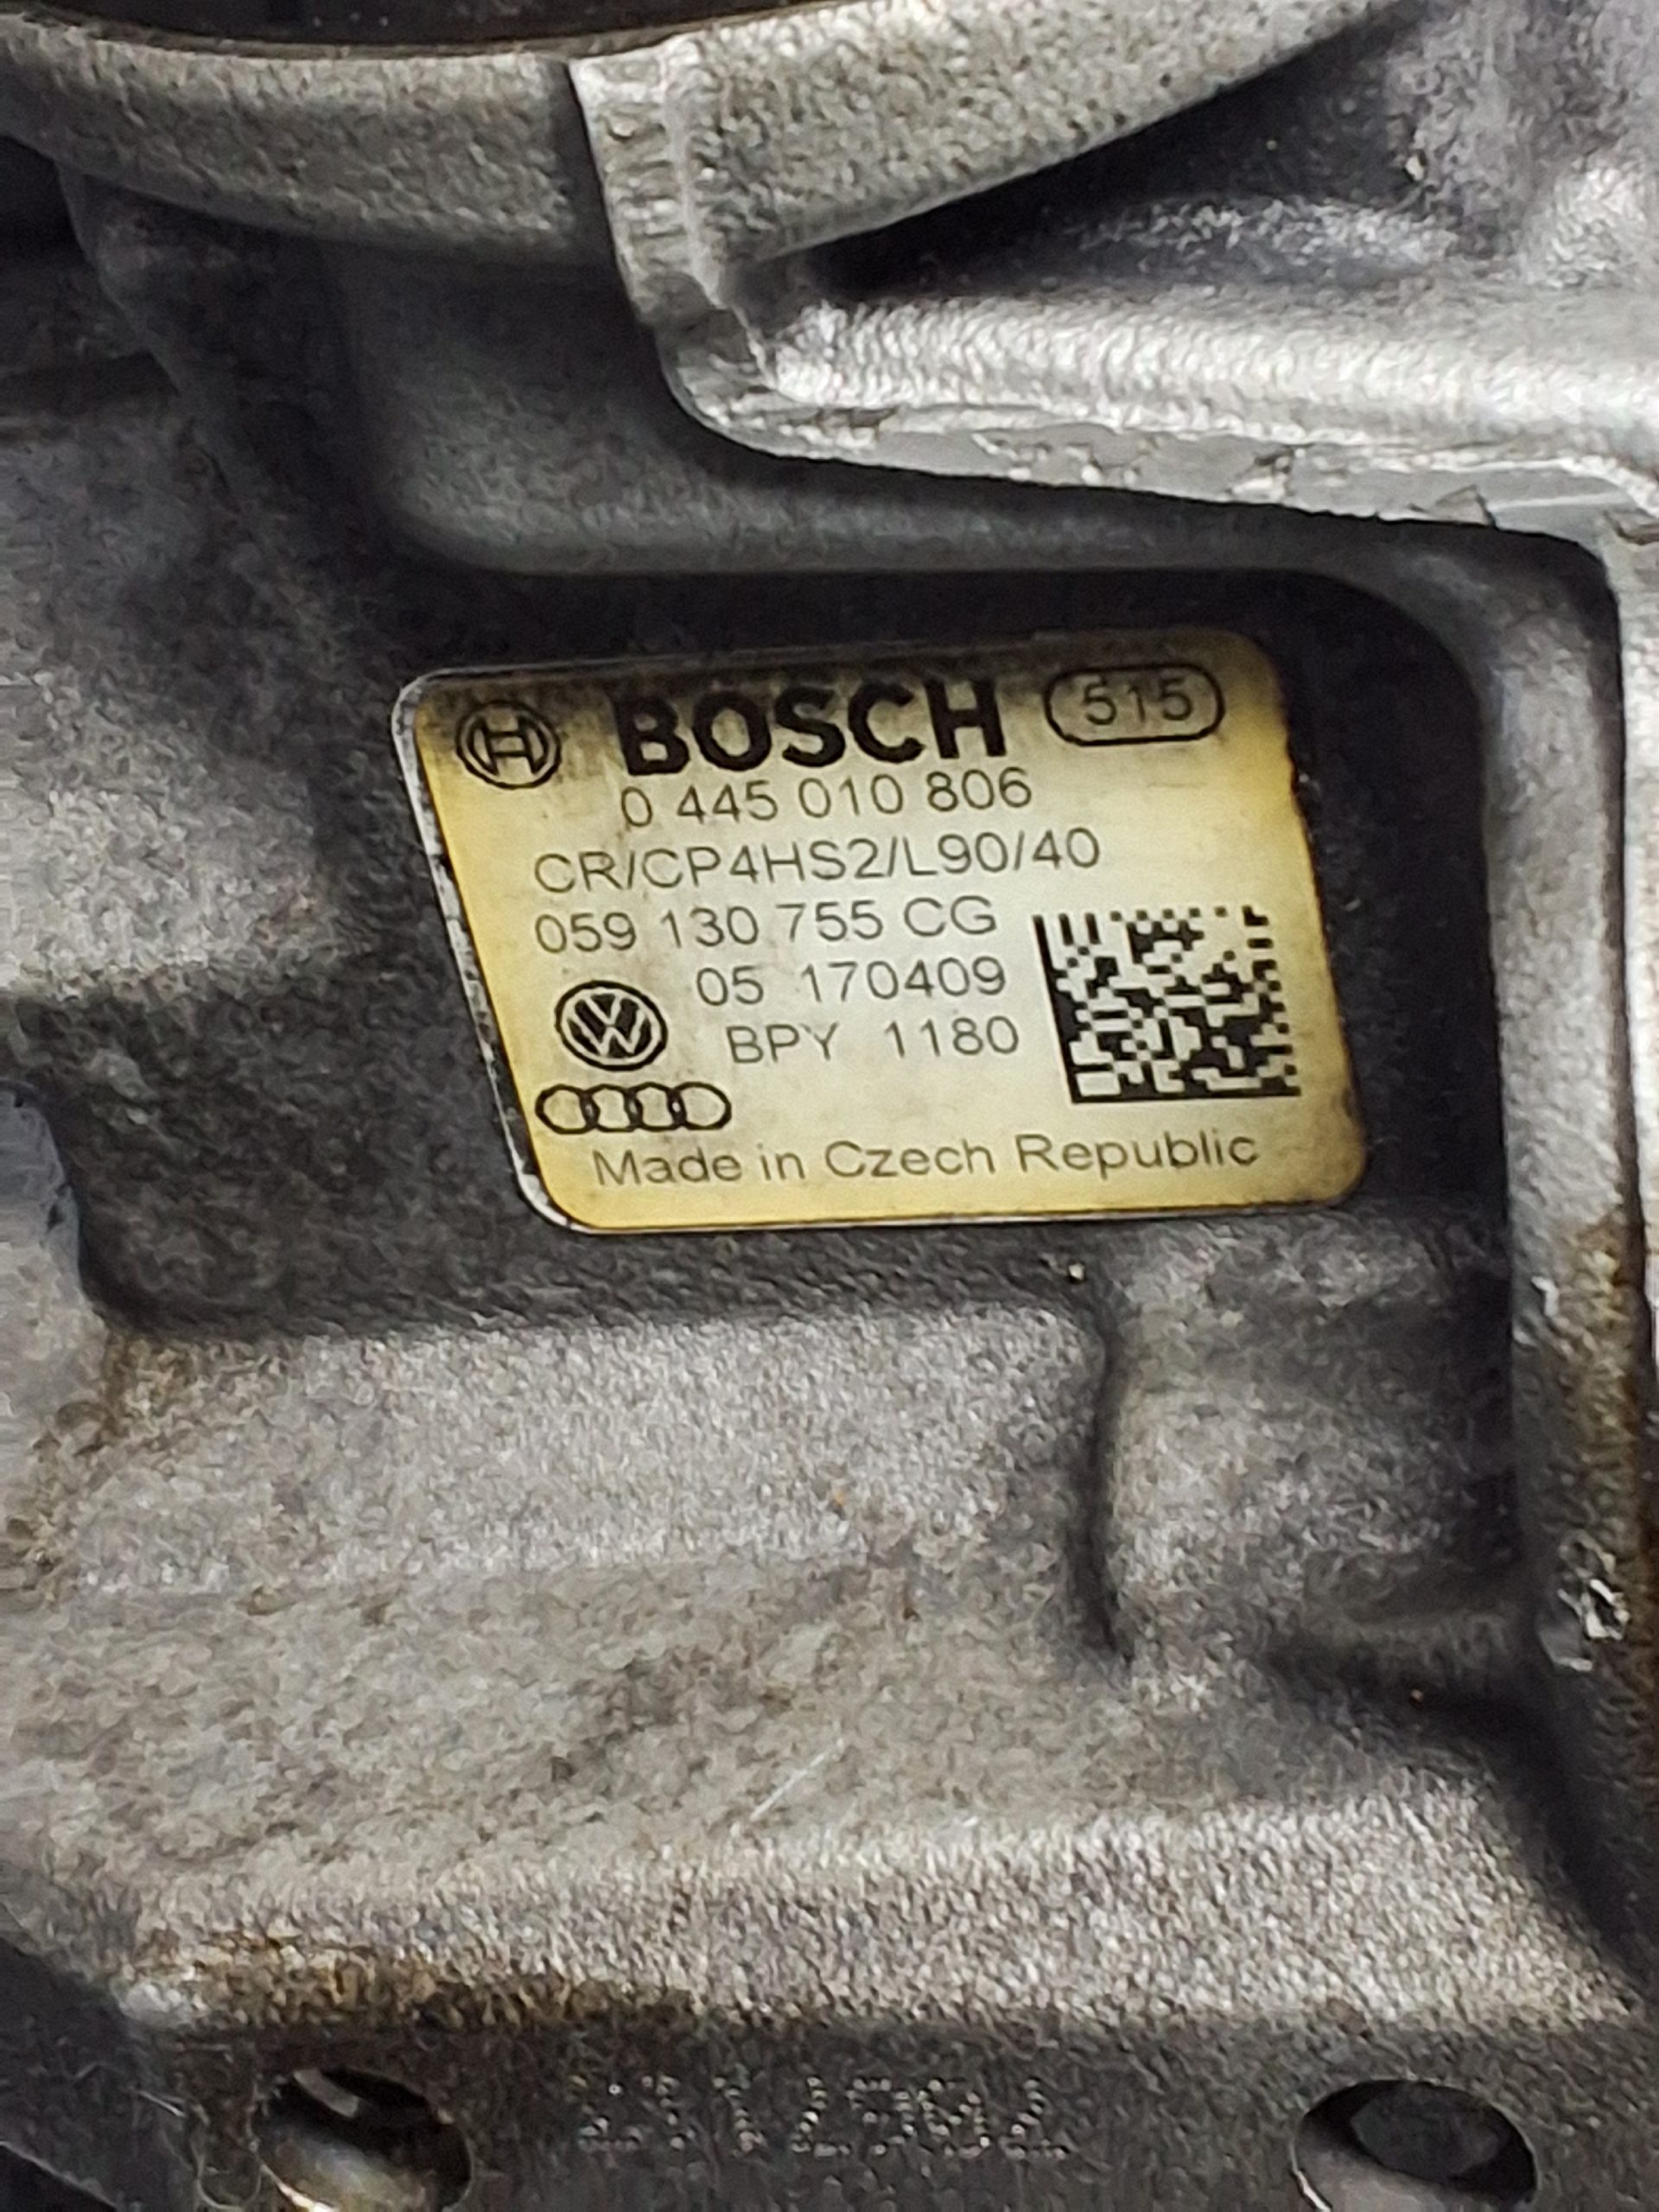 BOSCH 515
0 445 010 806
CR/CP4HS2/L90/40
059 130 755 CG
05 170409
BPY 1180
Made in Czech Republic